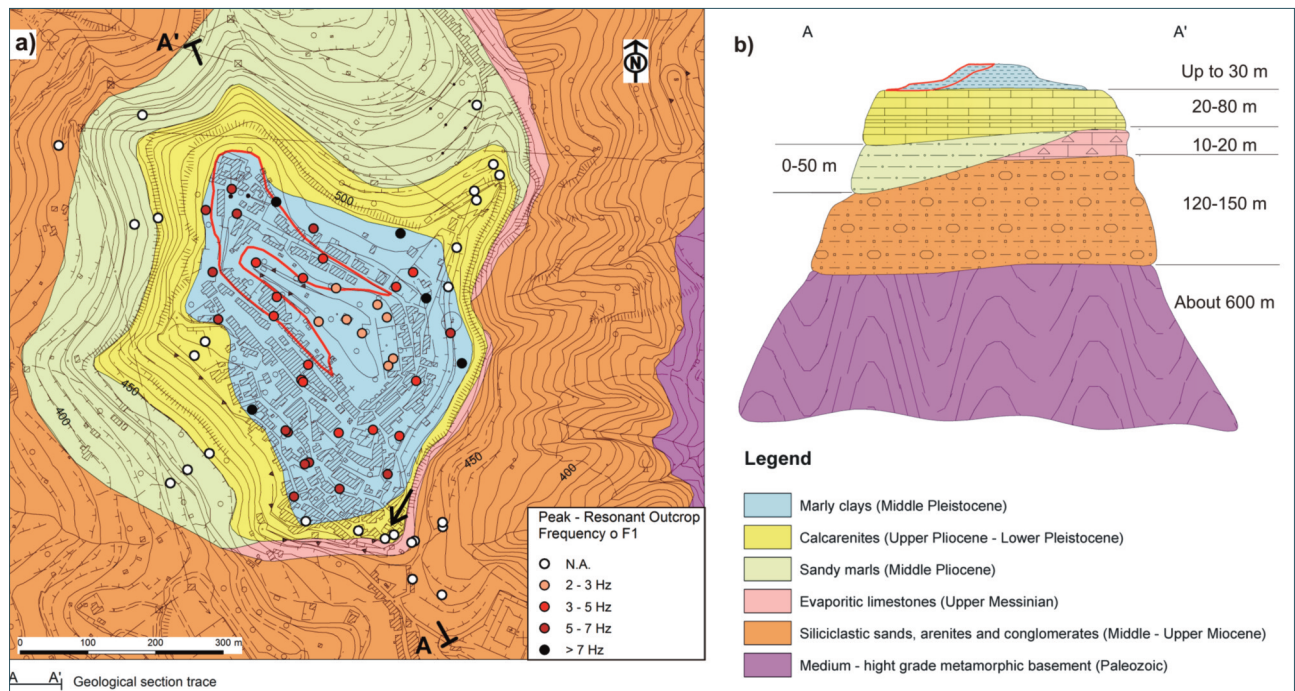 a)
A'
N
500
450
400
450
400
A
Peak - Resonant Outcrop
Frequency o F1
N.A.
2 - 3 Hz
3 - 5 Hz
5 - 7 Hz
> 7 Hz
0 100 200 300 m
A A' Geological section trace
b)
A A'
Up to 30 m
20-80 m
10-20 m
0-50 m
120-150 m
About 600 m
Legend
Marly clays (Middle Pleistocene)
Calcarenites (Upper Pliocene - Lower Pleistocene)
Sandy marls (Middle Pliocene)
Evaporitic limestones (Upper Messinian)
Siliciclastic sands, arenites and conglomerates (Middle - Upper Miocene)
Medium - hight grade metamorphic basement (Paleozoic)